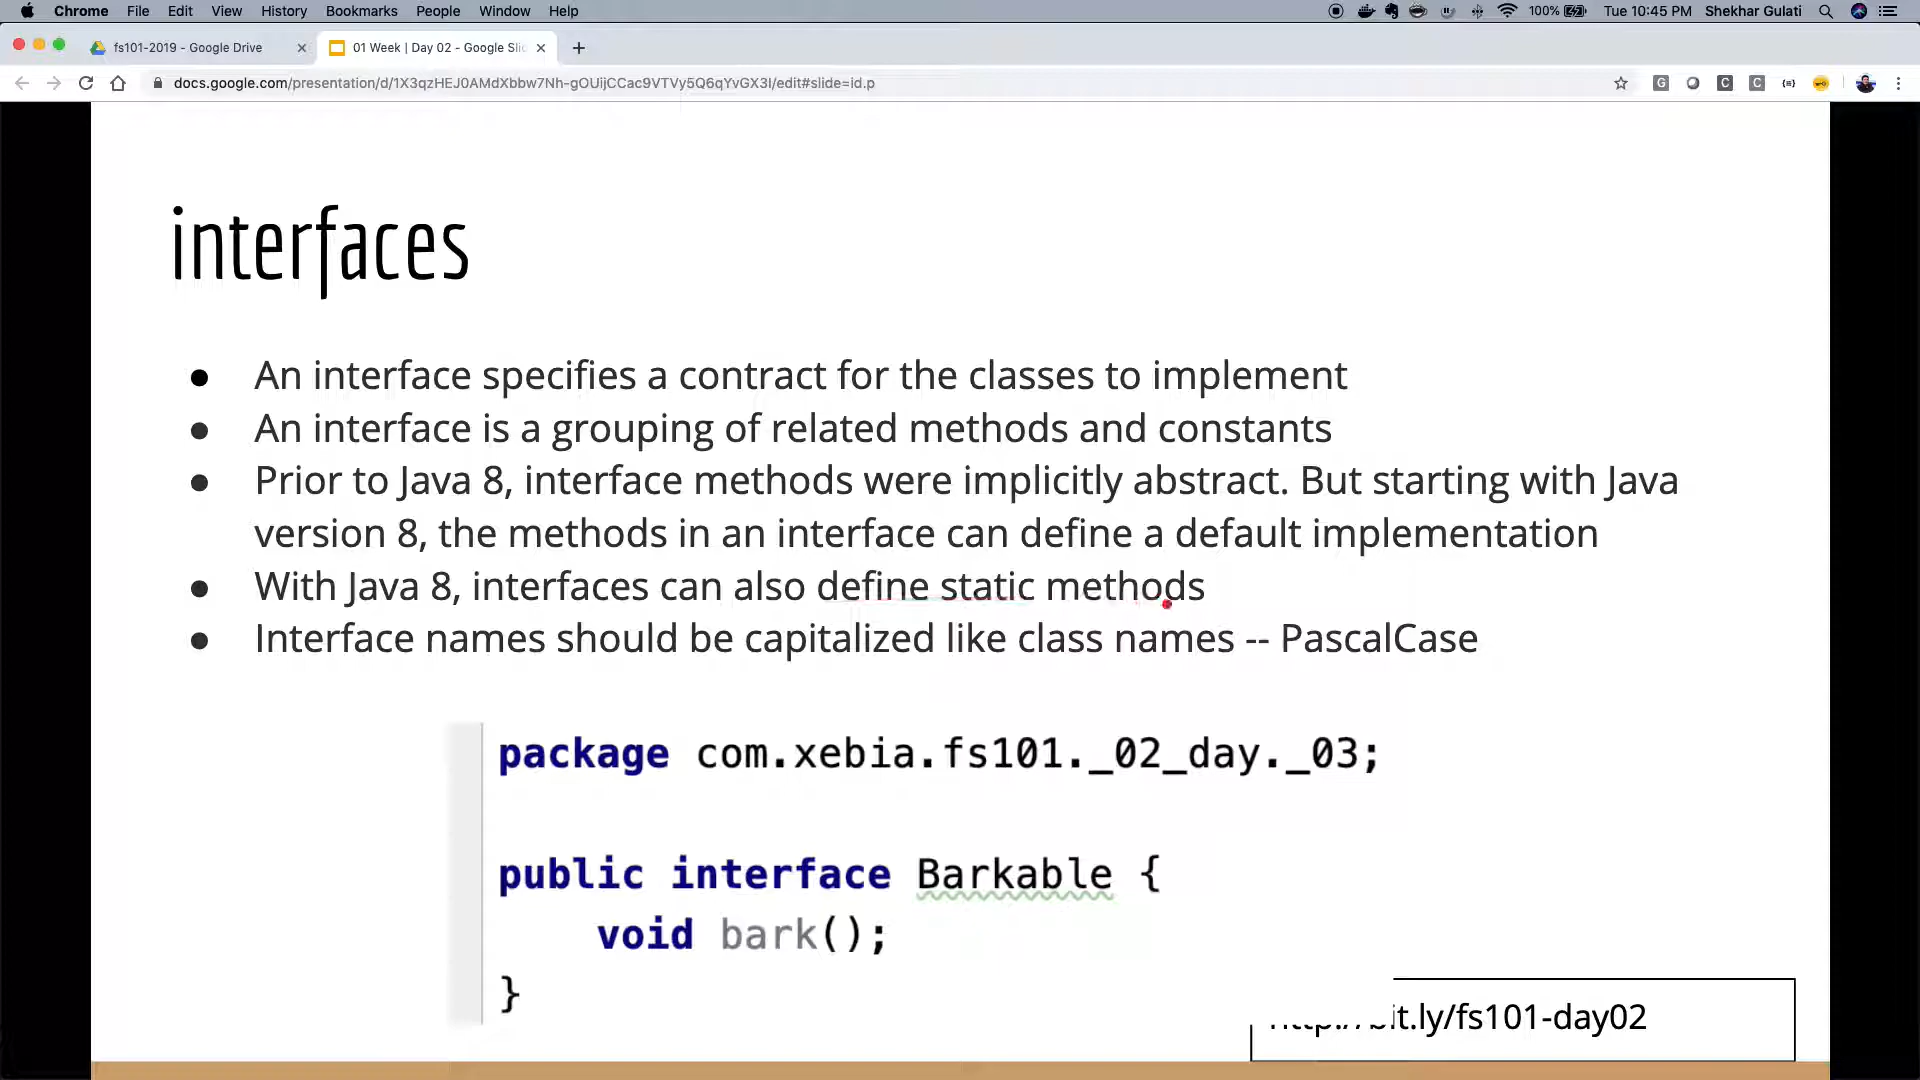 Chrome File Edit View History Bookmarks People Window Help 100% Tue 10:45 PM Shekhar Gulati
fs101-2019 - Google Drive 01 Week | Day 02 - Google Slid
docs.google.com/presentation/d/1X3qzHEJ0AMdXbbw7Nh-gOUijCCac9VTVy5Q6qYvGX3I/edit#slide=id.p
interfaces
● An interface specifies a contract for the classes to implement
● An interface is a grouping of related methods and constants
● Prior to Java 8, interface methods were implicitly abstract. But starting with Java
version 8, the methods in an interface can define a default implementation
● With Java 8, interfaces can also define static methods
● Interface names should be capitalized like class names -- PascalCase
package com.xebia.fs101._02_day._03;
public interface Barkable {
void bark();
}
http://bit.ly/fs101-day02